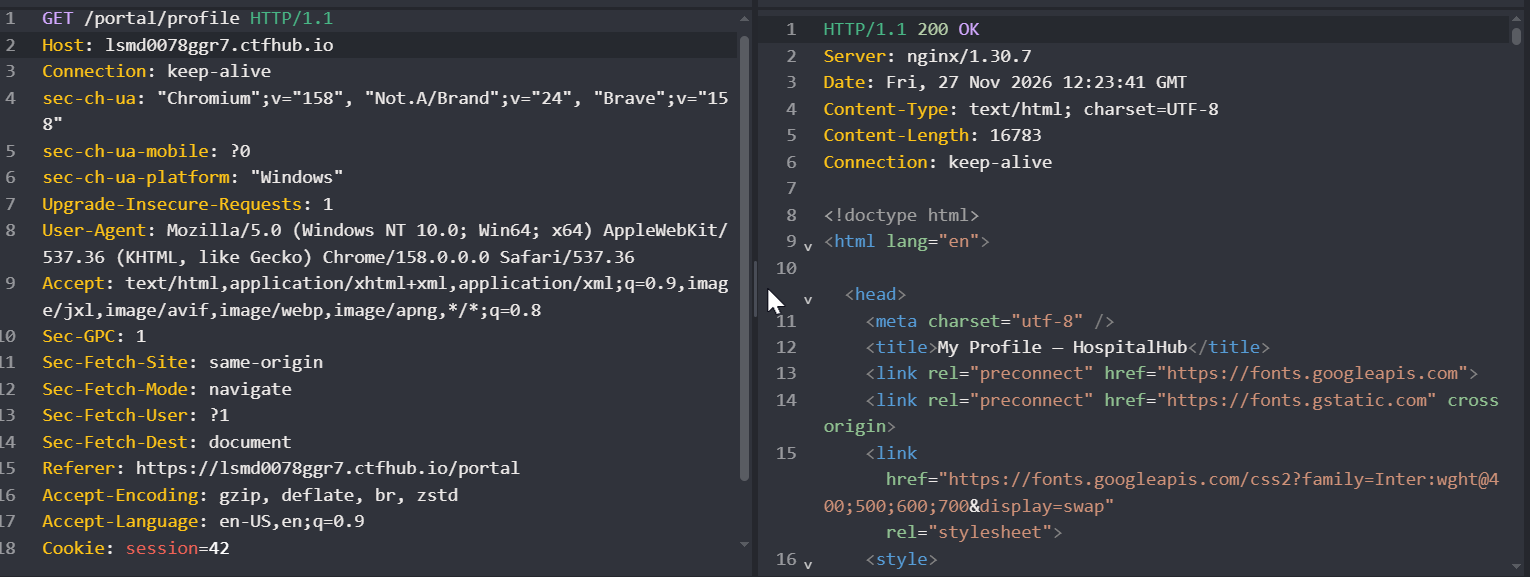 1 GET /portal/profile HTTP/1.1
2 Host: lsmd0078ggr7.ctfhub.io
3 Connection: keep-alive
4 sec-ch-ua: "Chromium";v="158", "Not.A/Brand";v="24", "Brave";v="15
8"
5 sec-ch-ua-mobile: ?0
6 sec-ch-ua-platform: "Windows"
7 Upgrade-Insecure-Requests: 1
8 User-Agent: Mozilla/5.0 (Windows NT 10.0; Win64; x64) AppleWebKit/
537.36 (KHTML, like Gecko) Chrome/158.0.0.0 Safari/537.36
9 Accept: text/html,application/xhtml+xml,application/xml;q=0.9,imag
e/jxl,image/avif,image/webp,image/apng,*/*;q=0.8
10 Sec-GPC: 1
11 Sec-Fetch-Site: same-origin
12 Sec-Fetch-Mode: navigate
13 Sec-Fetch-User: ?1
14 Sec-Fetch-Dest: document
15 Referer: https://lsmd0078ggr7.ctfhub.io/portal
16 Accept-Encoding: gzip, deflate, br, zstd
17 Accept-Language: en-US,en;q=0.9
18 Cookie: session=42
1 HTTP/1.1 200 OK
2 Server: nginx/1.30.7
3 Date: Fri, 27 Nov 2026 12:23:41 GMT
4 Content-Type: text/html; charset=UTF-8
5 Content-Length: 16783
6 Connection: keep-alive
7
8 <!doctype html>
9 <html lang="en">
10
<head>
11 <meta charset="utf-8" />
12 <title>My Profile — HospitalHub</title>
13 <link rel="preconnect" href="https://fonts.googleapis.com">
14 <link rel="preconnect" href="https://fonts.gstatic.com" cross
origin>
15 <link
href="https://fonts.googleapis.com/css2?family=Inter:wght@4
00;500;600;700&display=swap"
rel="stylesheet">
16 <style>